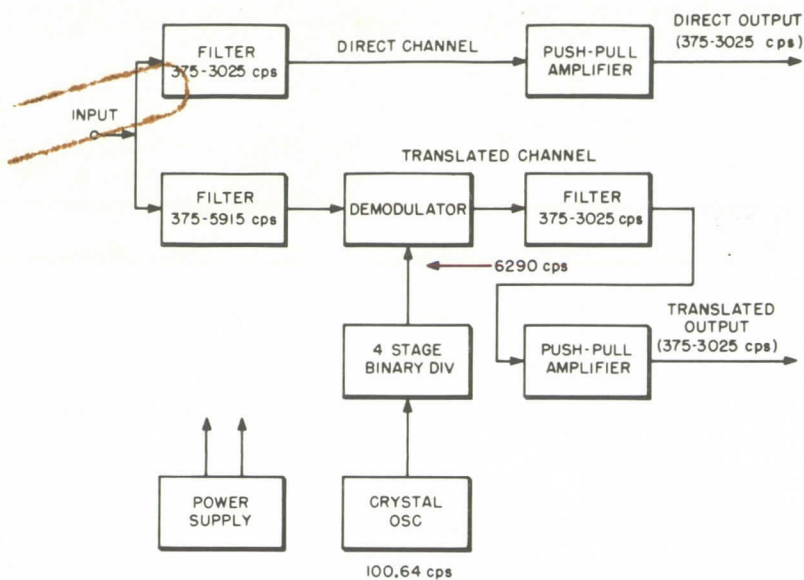 DIRECT OUTPUT
(375-3025 cps)
FILTER
375-3025 cps
DIRECT CHANNEL
PUSH-PULL
AMPLIFIER
INPUT
TRANSLATED CHANNEL
FILTER
375-5915 cps
DEMODULATOR
FILTER
375-3025 cps
6290 cps
TRANSLATED
OUTPUT
(375-3025 cps)
4 STAGE
BINARY DIV
PUSH-PULL
AMPLIFIER
POWER
SUPPLY
CRYSTAL
OSC
100.64 cps